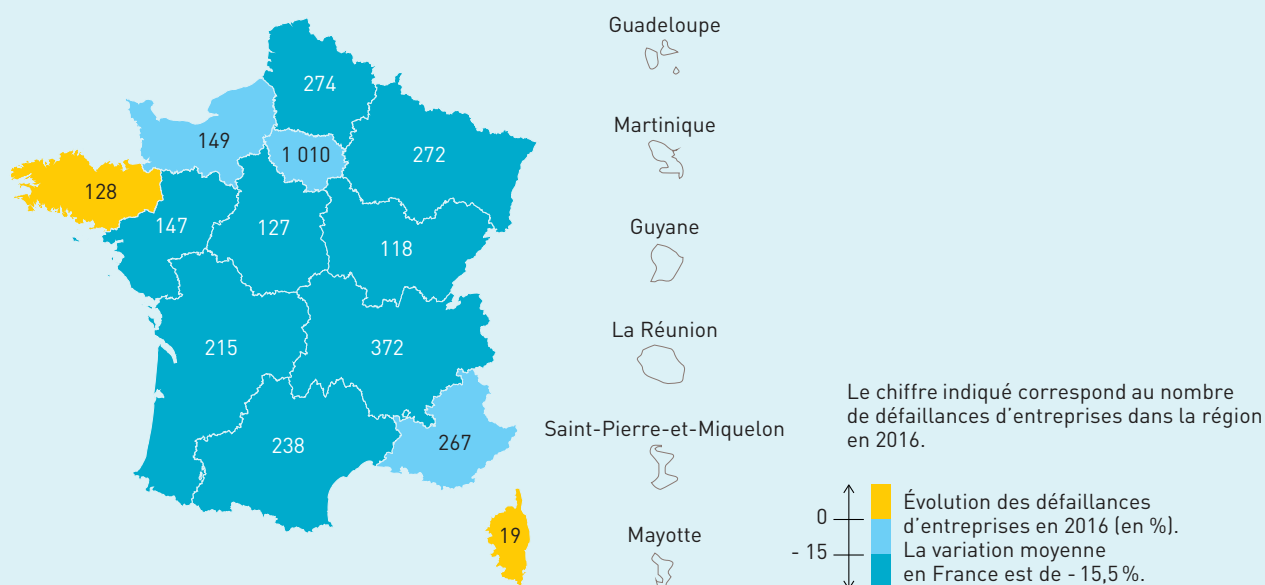 274
149
1 010
272
128
147
127
118
215
372
238
267
19
Guadeloupe
Martinique
Guyane
La Réunion
Saint-Pierre-et-Miquelon
Mayotte
Le chiffre indiqué correspond au nombre
de défaillances d'entreprises dans la région
en 2016.
0
- 15
Évolution des défaillances
d'entreprises en 2016 (en %).
La variation moyenne
en France est de - 15,5 %.